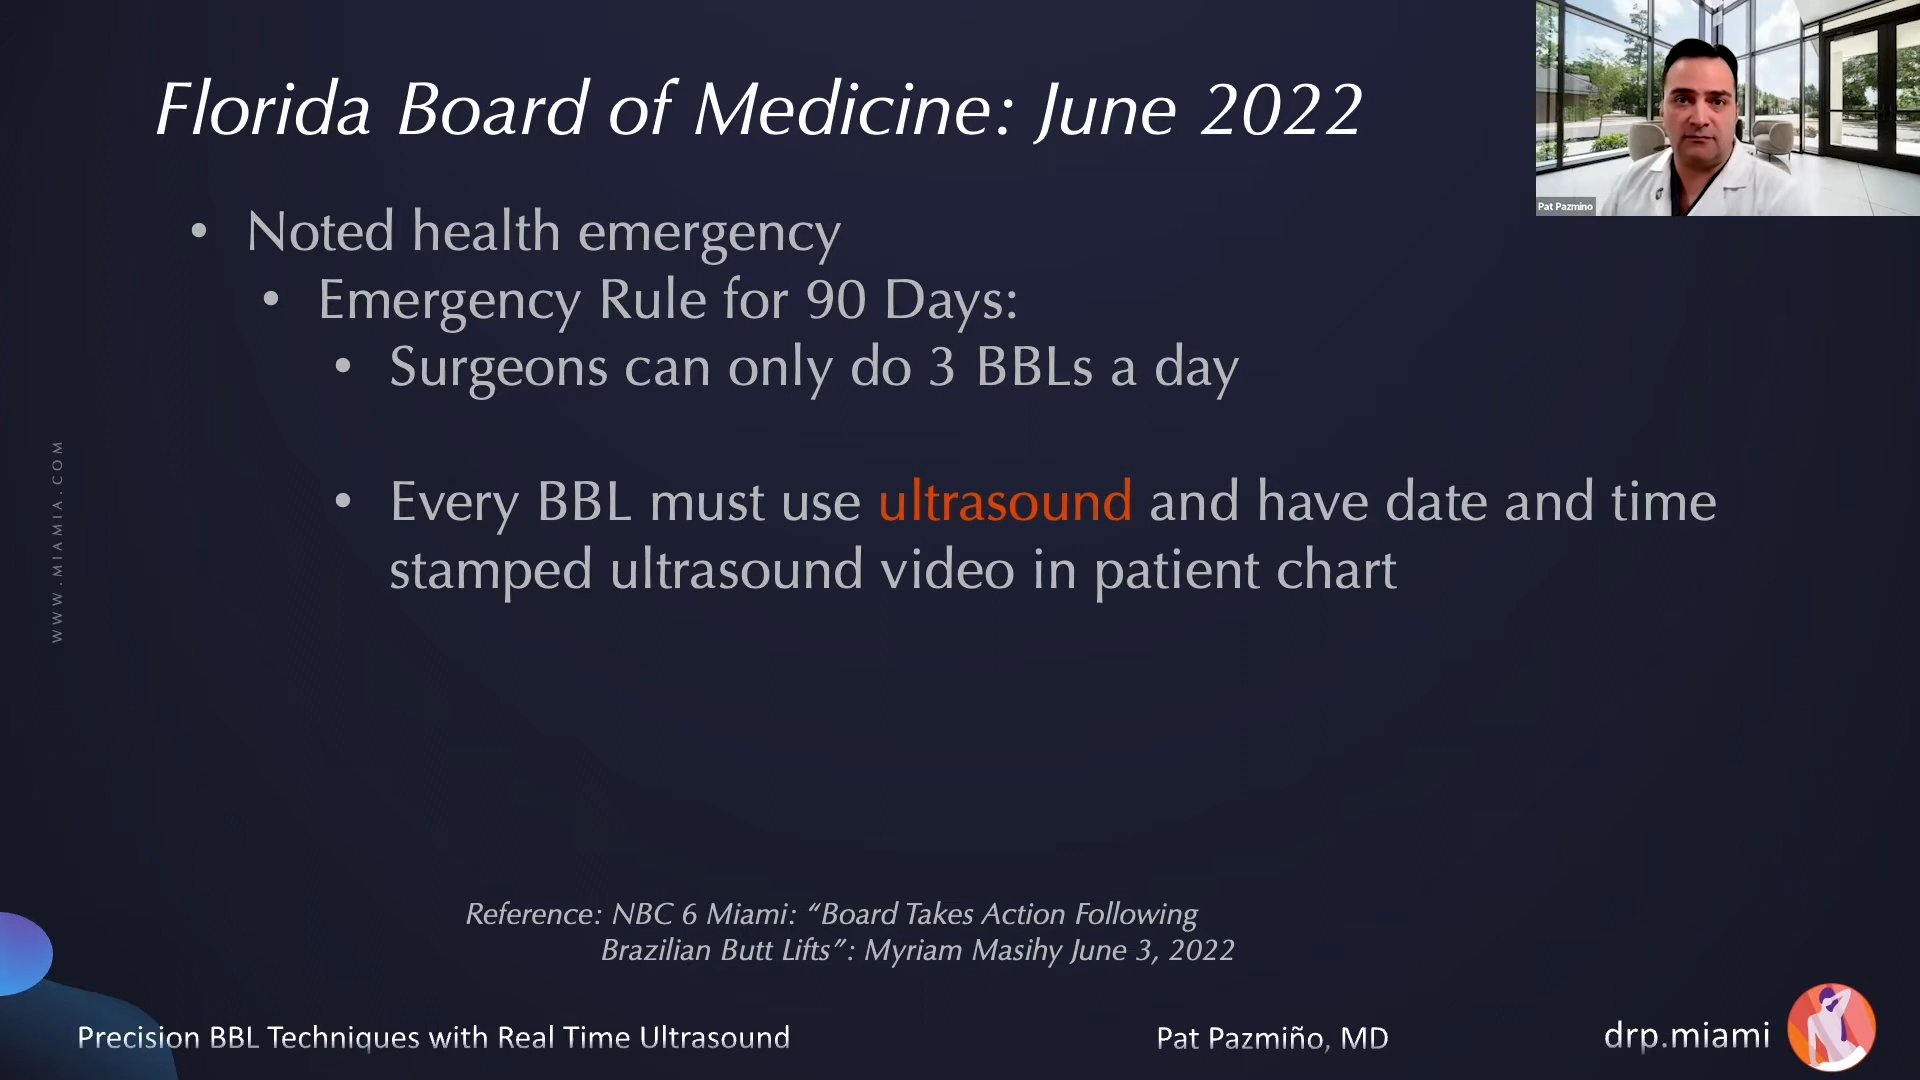 Florida Board of Medicine: June 2022
Pat Pazmino
• Noted health emergency
• Emergency Rule for 90 Days:
• Surgeons can only do 3 BBLs a day
• Every BBL must use ultrasound and have date and time
stamped ultrasound video in patient chart
WWW.MIAMIA.COM
Reference: NBC 6 Miami: “Board Takes Action Following
Brazilian Butt Lifts”: Myriam Masihy June 3, 2022
Precision BBL Techniques with Real Time Ultrasound
Pat Pazmiño, MD
drp.miami